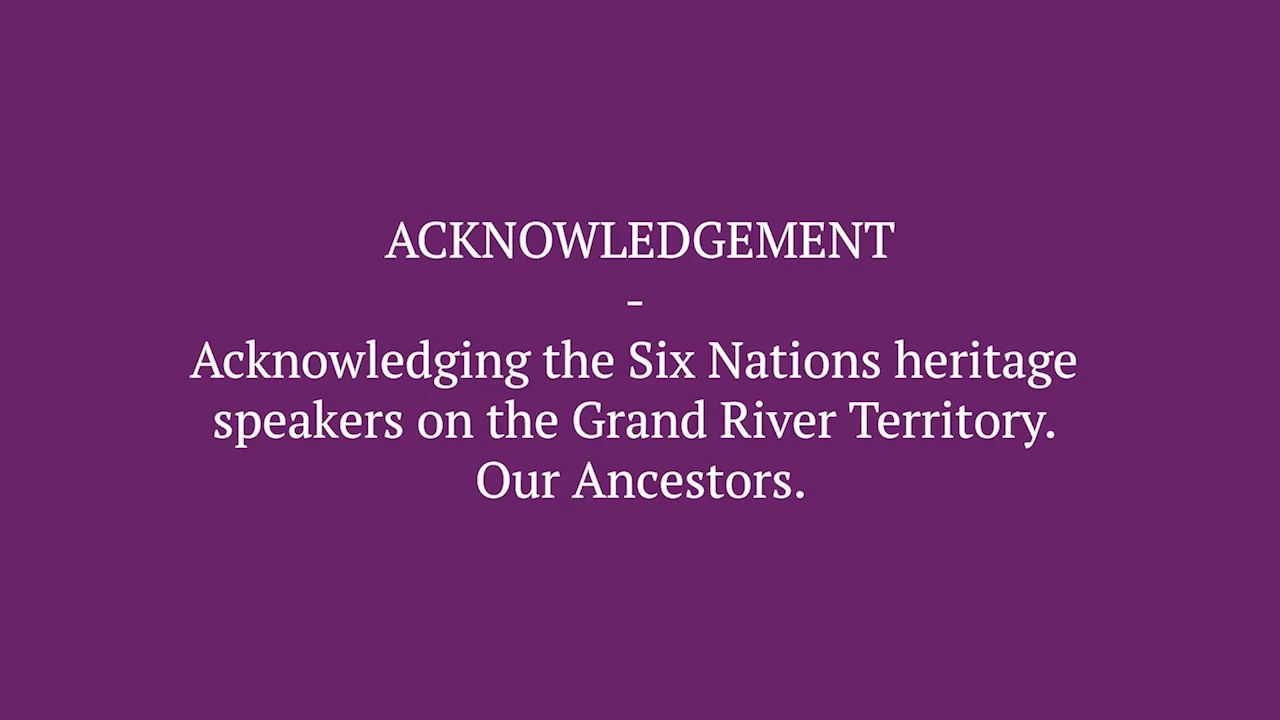 ACKNOWLEDGEMENT
-
Acknowledging the Six Nations heritage
speakers on the Grand River Territory.
Our Ancestors.